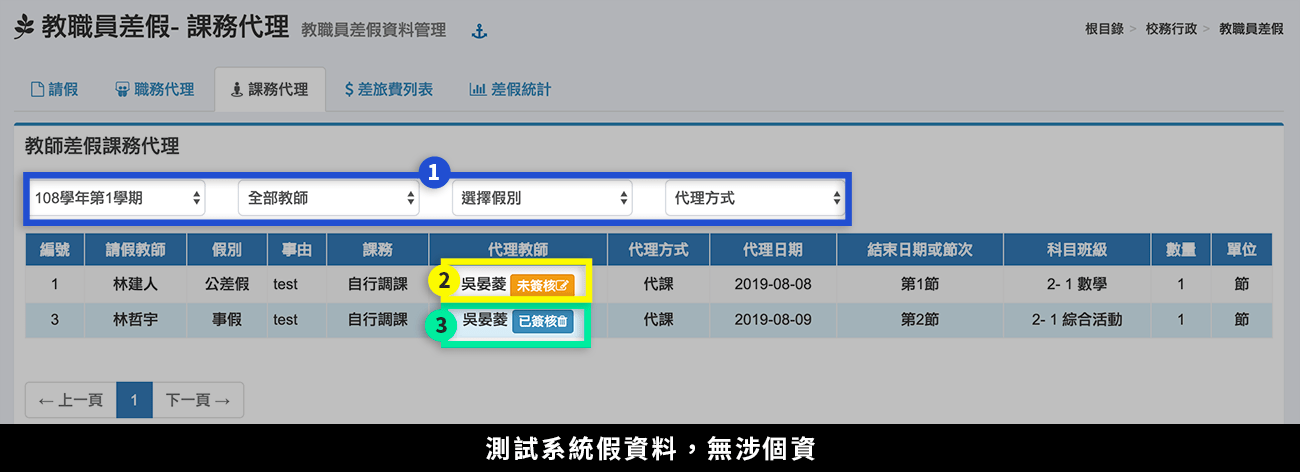 教職員差假- 課務代理 教職員差假資料管理
根目錄 > 校務行政 > 教職員差假
請假 職務代理 課務代理 $ 差旅費列表 差假統計
教師差假課務代理
1
108學年第1學期 全部教師 選擇假別 代理方式
編號 請假教師 假別 事由 課務 代理教師 代理方式 代理日期 結束日期或節次 科目班級 數量 單位
1 林建人 公差假 test 自行調課 2 吳晏菱 未簽核 代課 2019-08-08 第1節 2- 1 數學 1 節
3 林哲宇 事假 test 自行調課 3 吳晏菱 已簽核 代課 2019-08-09 第2節 2- 1 綜合活動 1 節
← 上一頁 1 下一頁 →
測試系統假資料，無涉個資